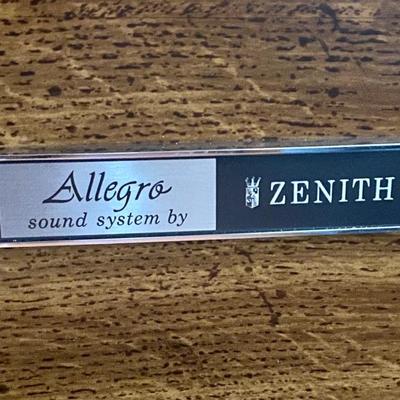 Allegro
sound system by
ZENITH